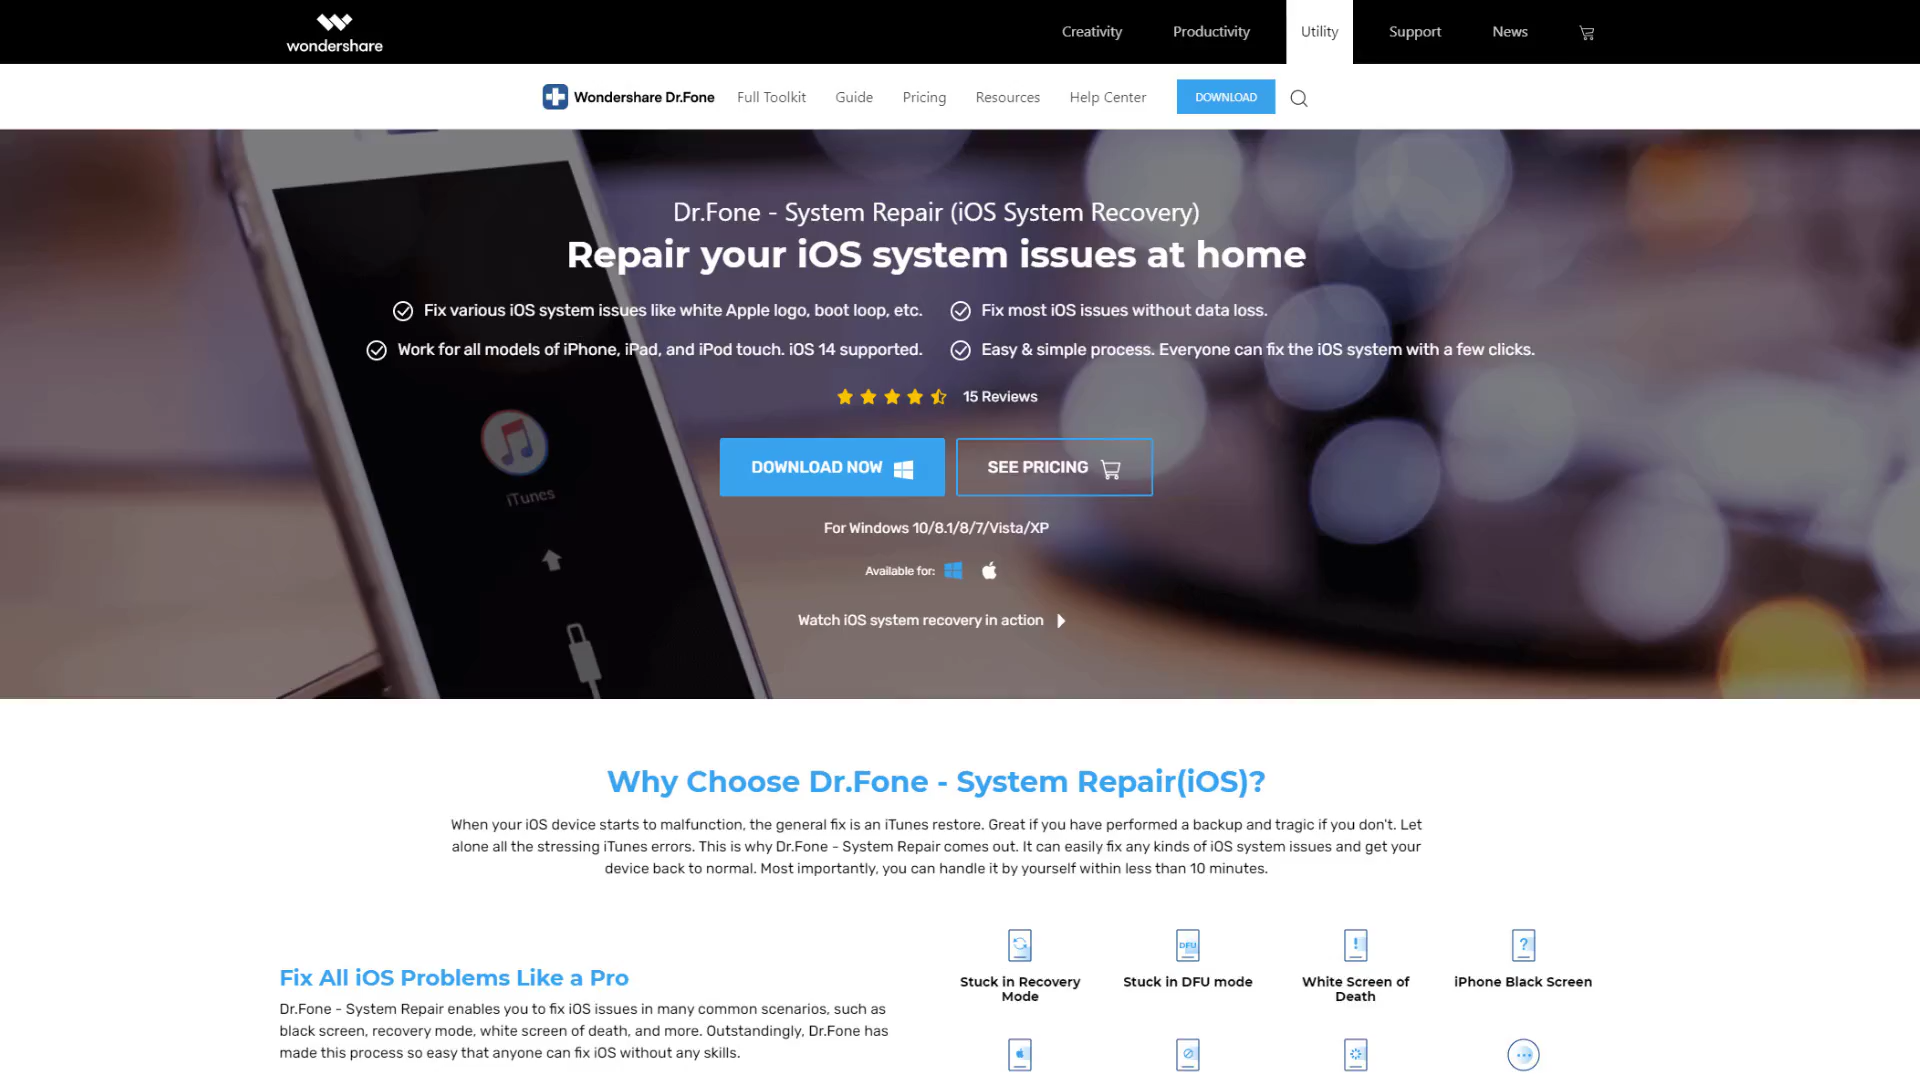 wondershare
Creativity
Productivity
Utility
Support
News
Wondershare Dr.Fone
Full Toolkit
Guide
Pricing
Resources
Help Center
DOWNLOAD
Dr.Fone - System Repair (iOS System Recovery)
Repair your iOS system issues at home
Fix various iOS system issues like white Apple logo, boot loop, etc.
Fix most iOS issues without data loss.
Work for all models of iPhone, iPad, and iPod touch. iOS 14 supported.
Easy & simple process. Everyone can fix the iOS system with a few clicks.
15 Reviews
iTunes
DOWNLOAD NOW
SEE PRICING
For Windows 10/8.1/8/7/Vista/XP
Available for:
Watch iOS system recovery in action
Why Choose Dr.Fone - System Repair(iOS)?
When your iOS device starts to malfunction, the general fix is an iTunes restore. Great if you have performed a backup and tragic if you don't. Let
alone all the stressing iTunes errors. This is why Dr.Fone - System Repair comes out. It can easily fix any kinds of iOS system issues and get your
device back to normal. Most importantly, you can handle it by yourself within less than 10 minutes.
Fix All iOS Problems Like a Pro
Dr.Fone - System Repair enables you to fix iOS issues in many common scenarios, such as
black screen, recovery mode, white screen of death, and more. Outstandingly, Dr.Fone has
made this process so easy that anyone can fix iOS without any skills.
Stuck in Recovery
Mode
DFU
Stuck in DFU mode
White Screen of
Death
iPhone Black Screen